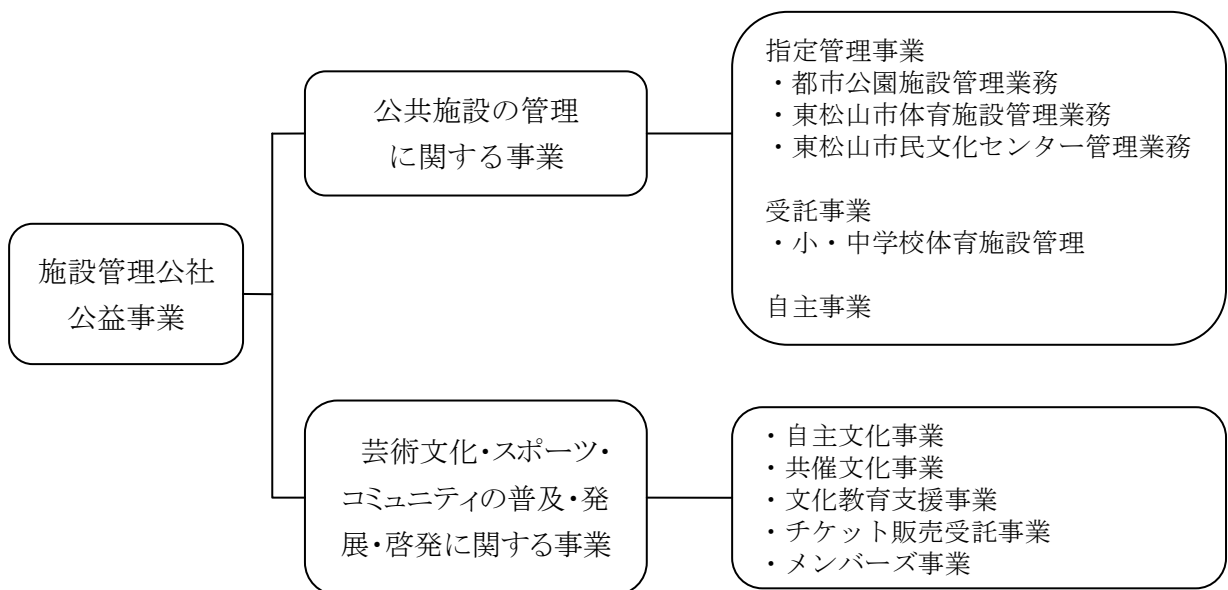 施設管理公社
公益事業
公共施設の管理
に関する事業
指定管理事業
・都市公園施設管理業務
・東松山市体育施設管理業務
・東松山市民文化センター管理業務
受託事業
・小・中学校体育施設管理
自主事業
芸術文化・スポーツ・
コミュニティの普及・発
展・啓発に関する事業
・自主文化事業
・共催文化事業
・文化教育支援事業
・チケット販売受託事業
・メンバーズ事業